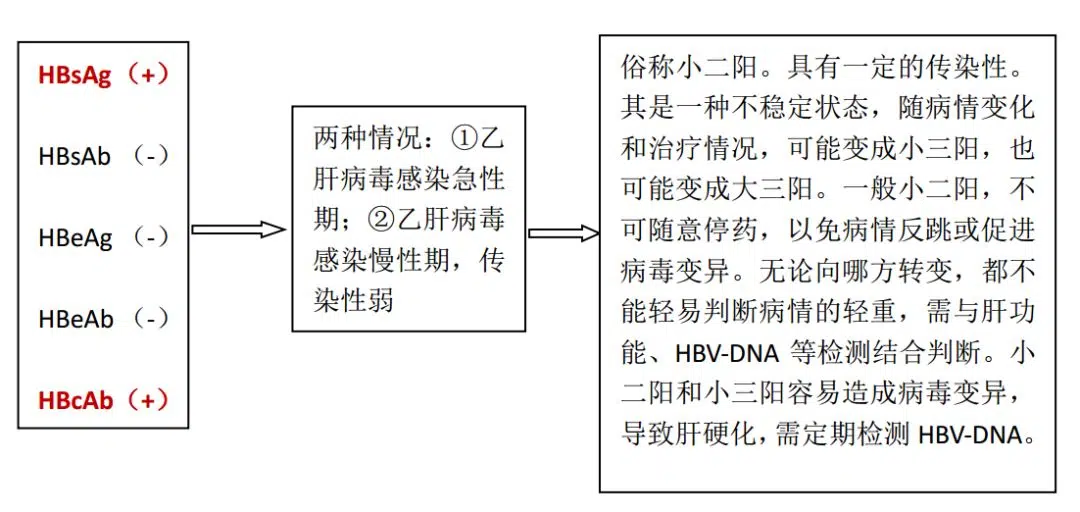 HBsAg（+）
HBsAb （-）
HBeAg （-）
HBeAb （-）
HBcAb（+）
两种情况：①乙
肝病毒感染急性
期；②乙肝病毒
感染慢性期，传
染性弱
俗称小二阳。具有一定的传染性。
其是一种不稳定状态，随病情变化
和治疗情况，可能变成小三阳，也
可能变成大三阳。一般小二阳，不
可随意停药，以免病情反跳或促进
病毒变异。无论向哪方转变，都不
能轻易判断病情的轻重，需与肝功
能、HBV-DNA 等检测结合判断。小
二阳和小三阳容易造成病毒变异，
导致肝硬化，需定期检测 HBV-DNA。